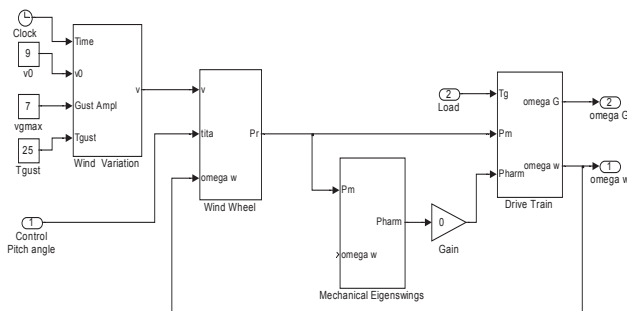 Clock
9
v0
7
vgmax
25
Tgust
Time
v0
Gust Ampl
Tgust
v
Wind Variation
1
Control
Pitch angle
v
tita
omega w
Pr
Wind Wheel
Pm
omega w
Pharm
Mechanical Eigenswings
0
Gain
2
Load
Tg
Pm
Pharm
omega G
omega w
Drive Train
2
omega G
1
omega w